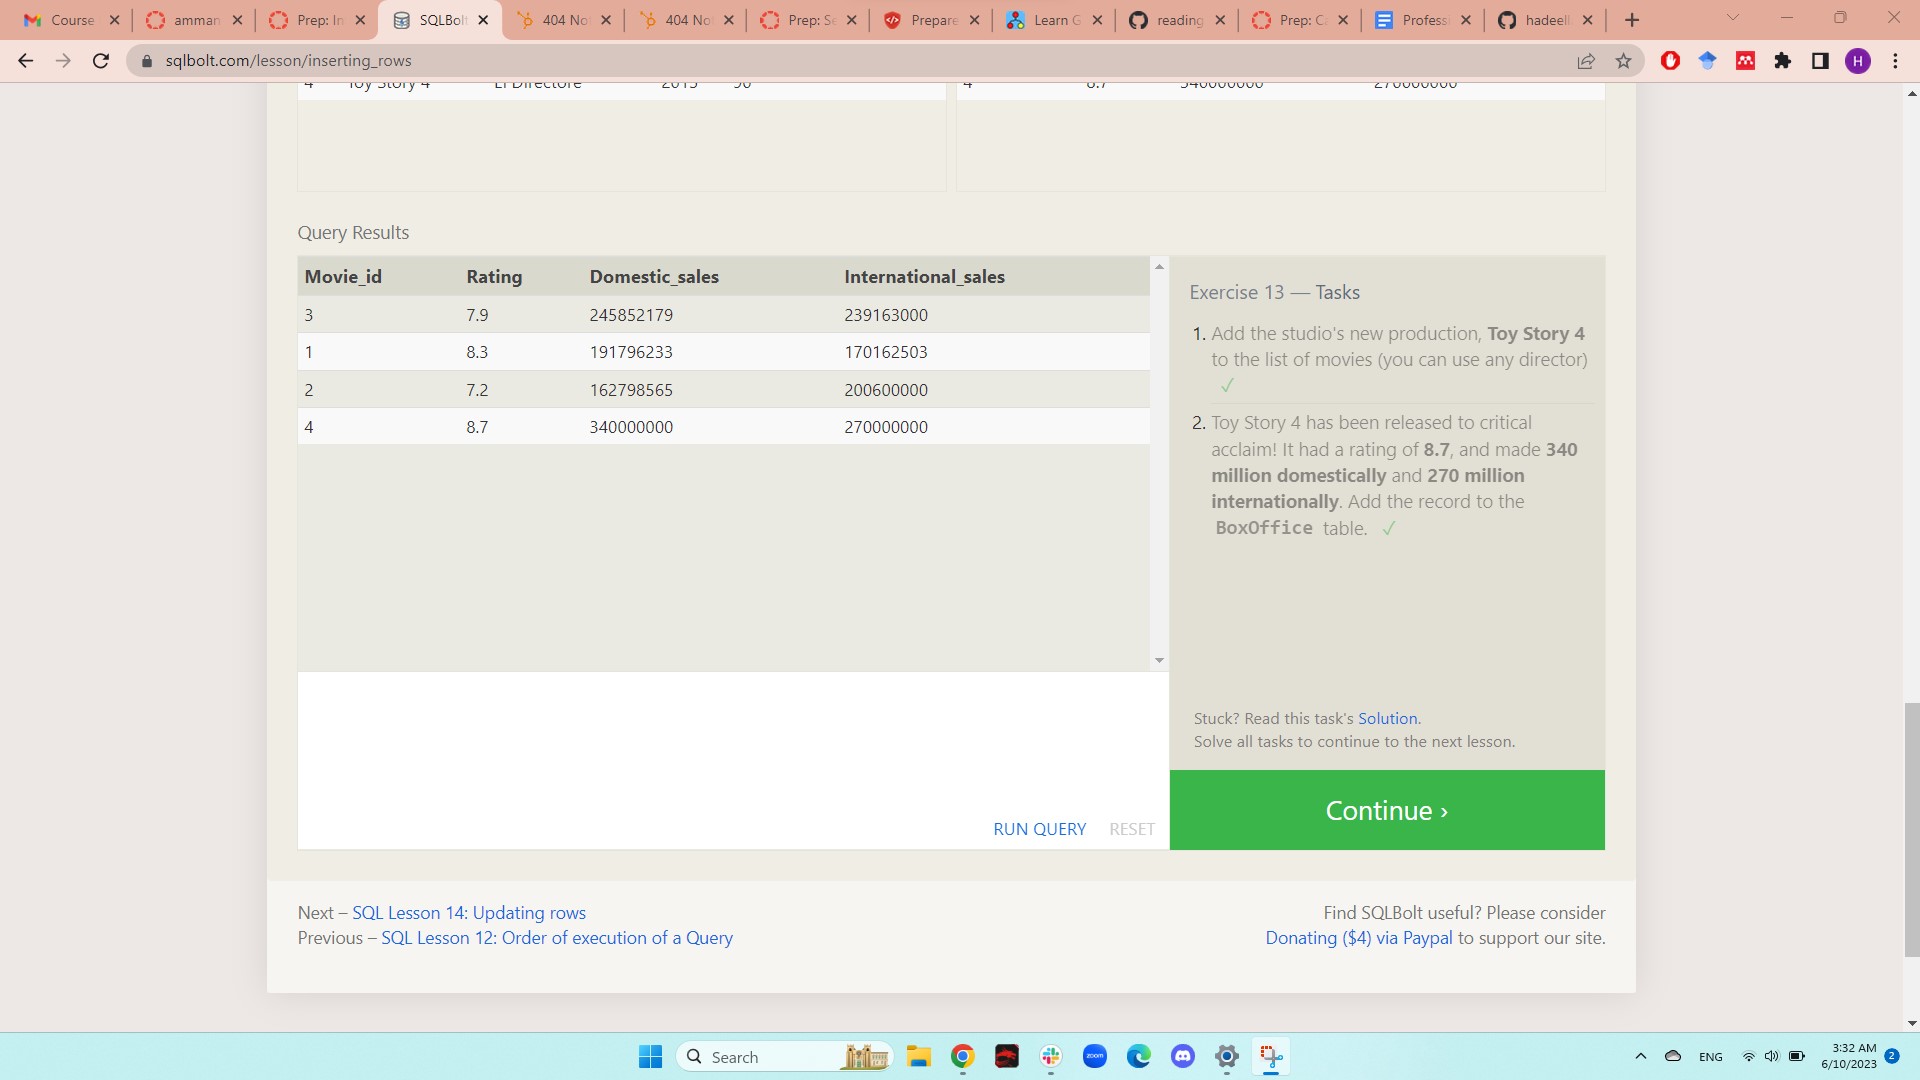 Course
amman
Prep: In
SQLBolt
404 No
404 No
Prep: Se
Prepare
Learn G
reading
Prep: C
Profess
hadeell
sqlbolt.com/lesson/inserting_rows
H
4 Toy Story 4 El Directore 2015 90
4 8.7 340000000 270000000
Query Results
Movie_id Rating Domestic_sales International_sales
3 7.9 245852179 239163000
1 8.3 191796233 170162503
2 7.2 162798565 200600000
4 8.7 340000000 270000000
Exercise 13 — Tasks
1. Add the studio's new production, Toy Story 4
to the list of movies (you can use any director)
✓
2. Toy Story 4 has been released to critical
acclaim! It had a rating of 8.7, and made 340
million domestically and 270 million
internationally. Add the record to the
BoxOffice table. ✓
Stuck? Read this task's Solution.
Solve all tasks to continue to the next lesson.
RUN QUERY RESET
Continue ›
Next – SQL Lesson 14: Updating rows
Previous – SQL Lesson 12: Order of execution of a Query
Find SQLBolt useful? Please consider
Donating ($4) via Paypal to support our site.
Search
zoom
ENG
3:32 AM
6/10/2023
2